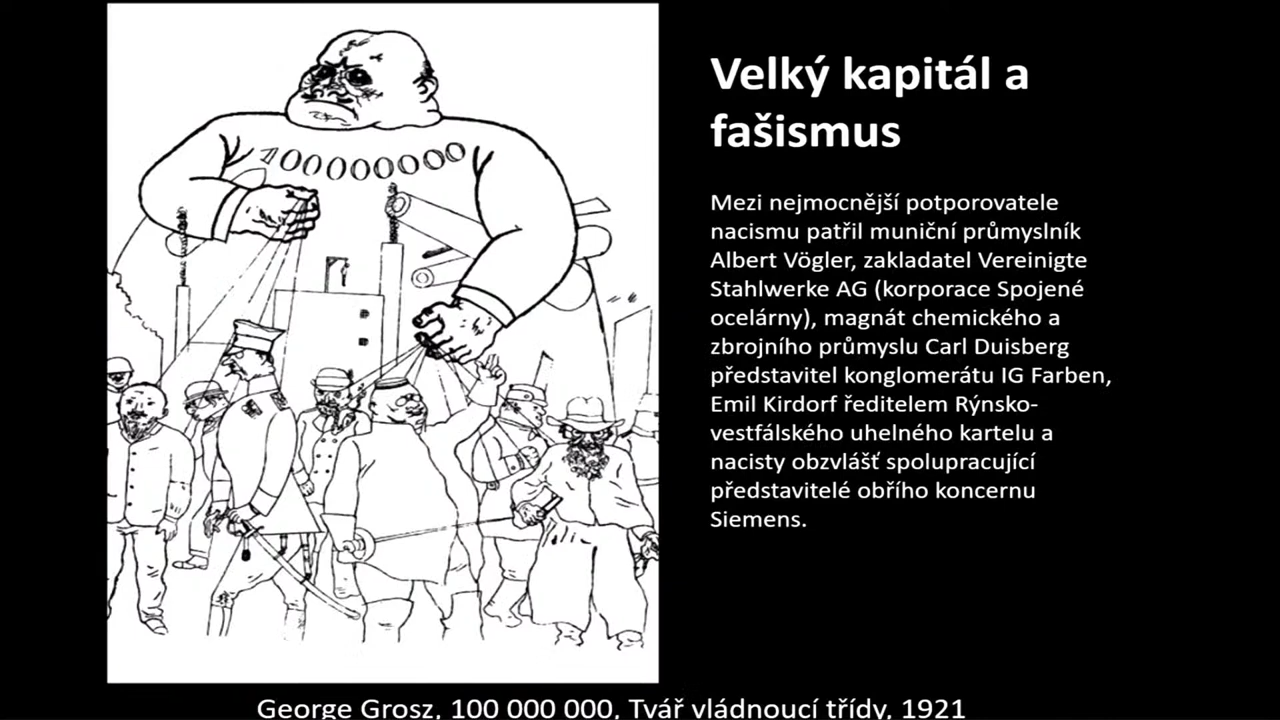 Velký kapitál a
fašismus
100000000
Mezi nejmocnější potporovatele
nacismu patřil muniční průmyslník
Albert Vögler, zakladatel Vereinigte
Stahlwerke AG (korporace Spojené
ocelárny), magnát chemického a
zbrojního průmyslu Carl Duisberg
představitel konglomerátu IG Farben,
Emil Kirdorf ředitelem Rýnsko-
vestfálského uhelného kartelu a
nacisty obzvlášť spolupracující
představitelé obřího koncernu
Siemens.
George Grosz, 100 000 000, Tvář vládnoucí třídy, 1921